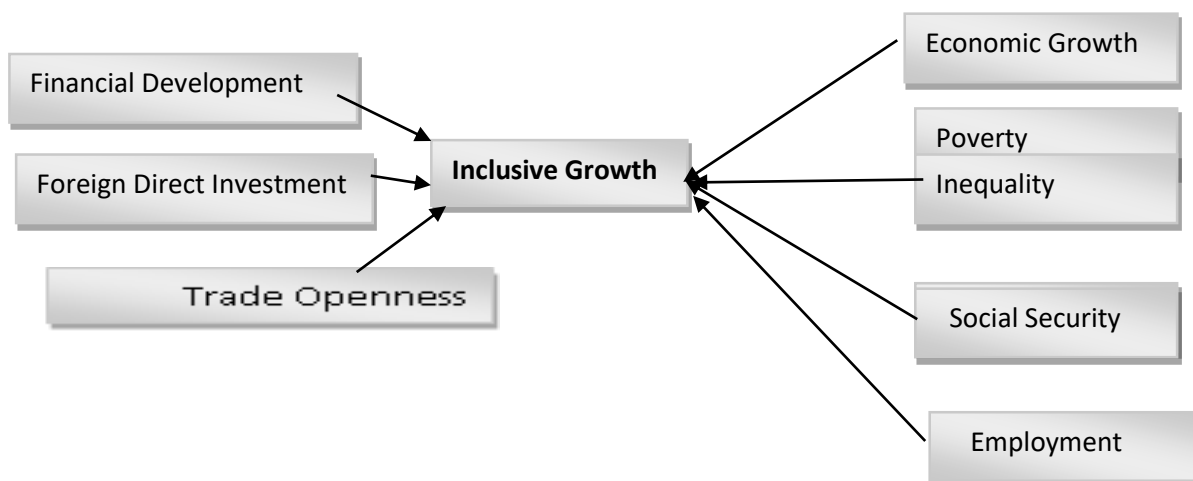 Financial Development
Foreign Direct Investment
Trade Openness
Inclusive Growth
Economic Growth
Poverty
Inequality
Social Security
Employment